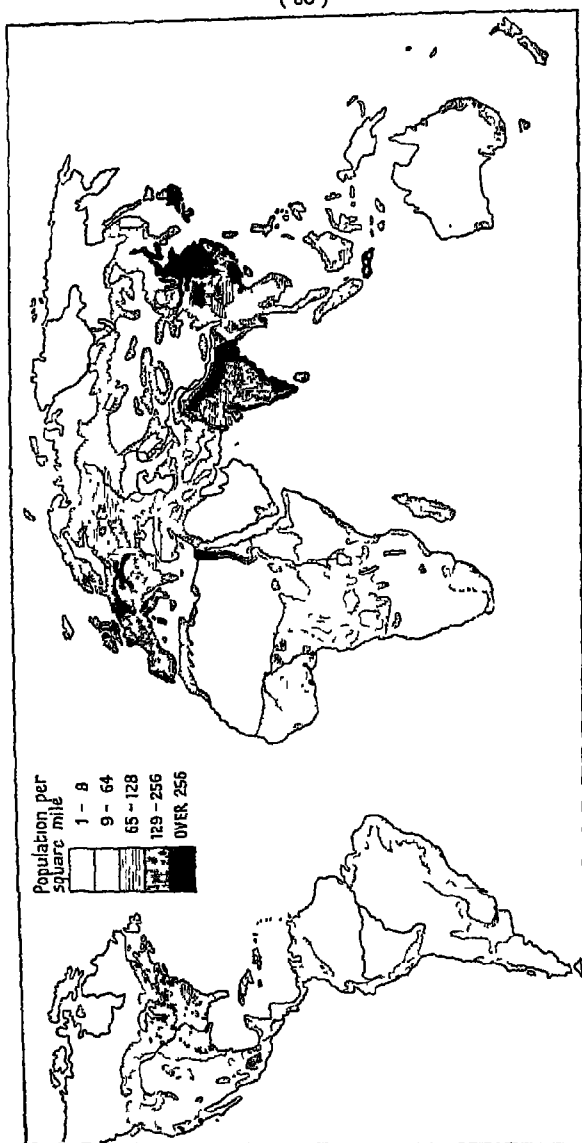 Population per
square mile
1 - 8
9 - 64
65 - 128
129 - 256
OVER 256